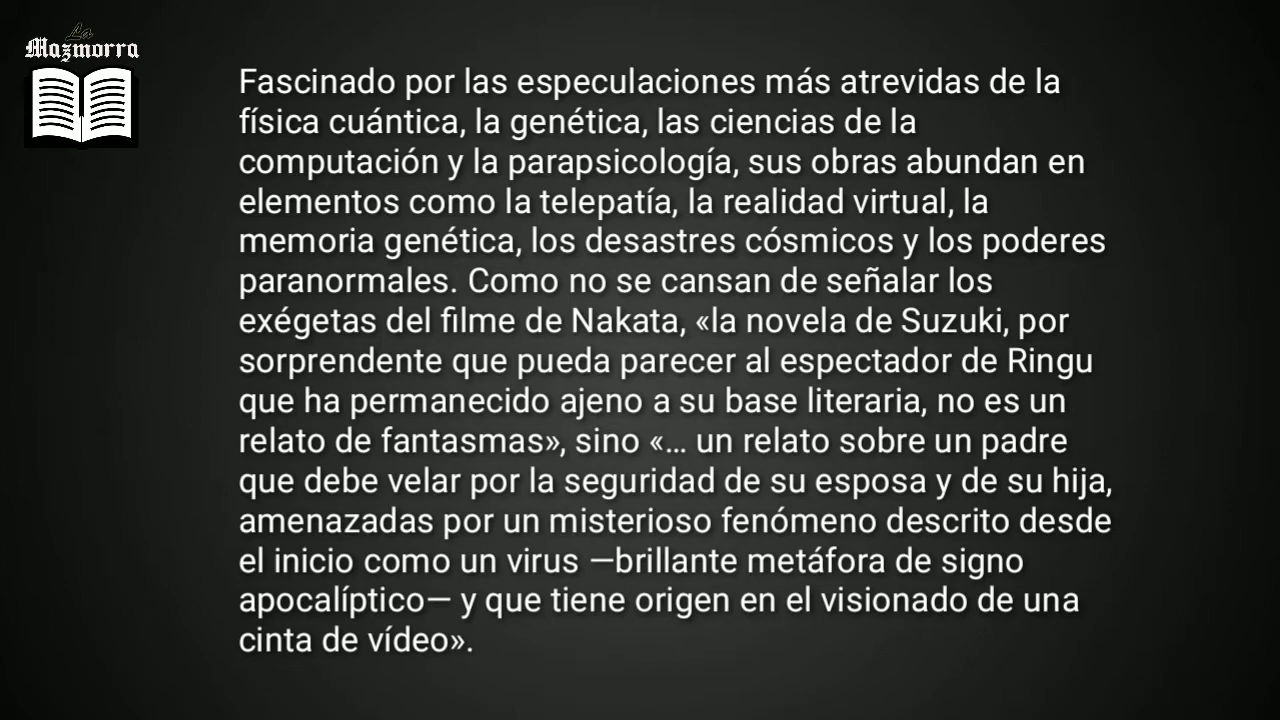 La
Mazmorra
Fascinado por las especulaciones más atrevidas de la
física cuántica, la genética, las ciencias de la
computación y la parapsicología, sus obras abundan en
elementos como la telepatía, la realidad virtual, la
memoria genética, los desastres cósmicos y los poderes
paranormales. Como no se cansan de señalar los
exégetas del filme de Nakata, «la novela de Suzuki, por
sorprendente que pueda parecer al espectador de Ringu
que ha permanecido ajeno a su base literaria, no es un
relato de fantasmas», sino «... un relato sobre un padre
que debe velar por la seguridad de su esposa y de su hija,
amenazadas por un misterioso fenómeno descrito desde
el inicio como un virus —brillante metáfora de signo
apocalíptico— y que tiene origen en el visionado de una
cinta de vídeo».